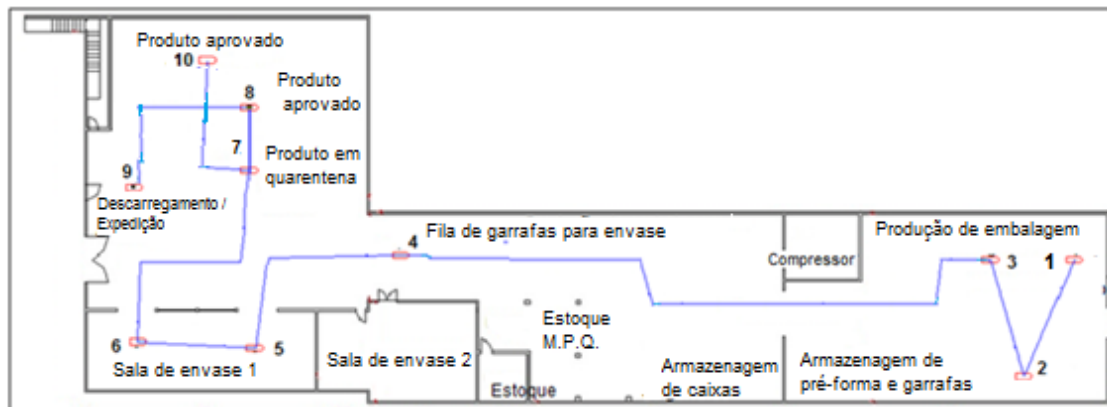 Produto aprovado
10
Produto
aprovado
8
7
Produto em
quarentena
9
Descarregamento /
Expedição
4
Fila de garrafas para envase
Compressor
Produção de embalagem
3
1
6
5
Sala de envase 1
Sala de envase 2
Estoque
Estoque
M.P.Q.
Armazenagem
de caixas
Armazenagem de
pré-forma e garrafas
2